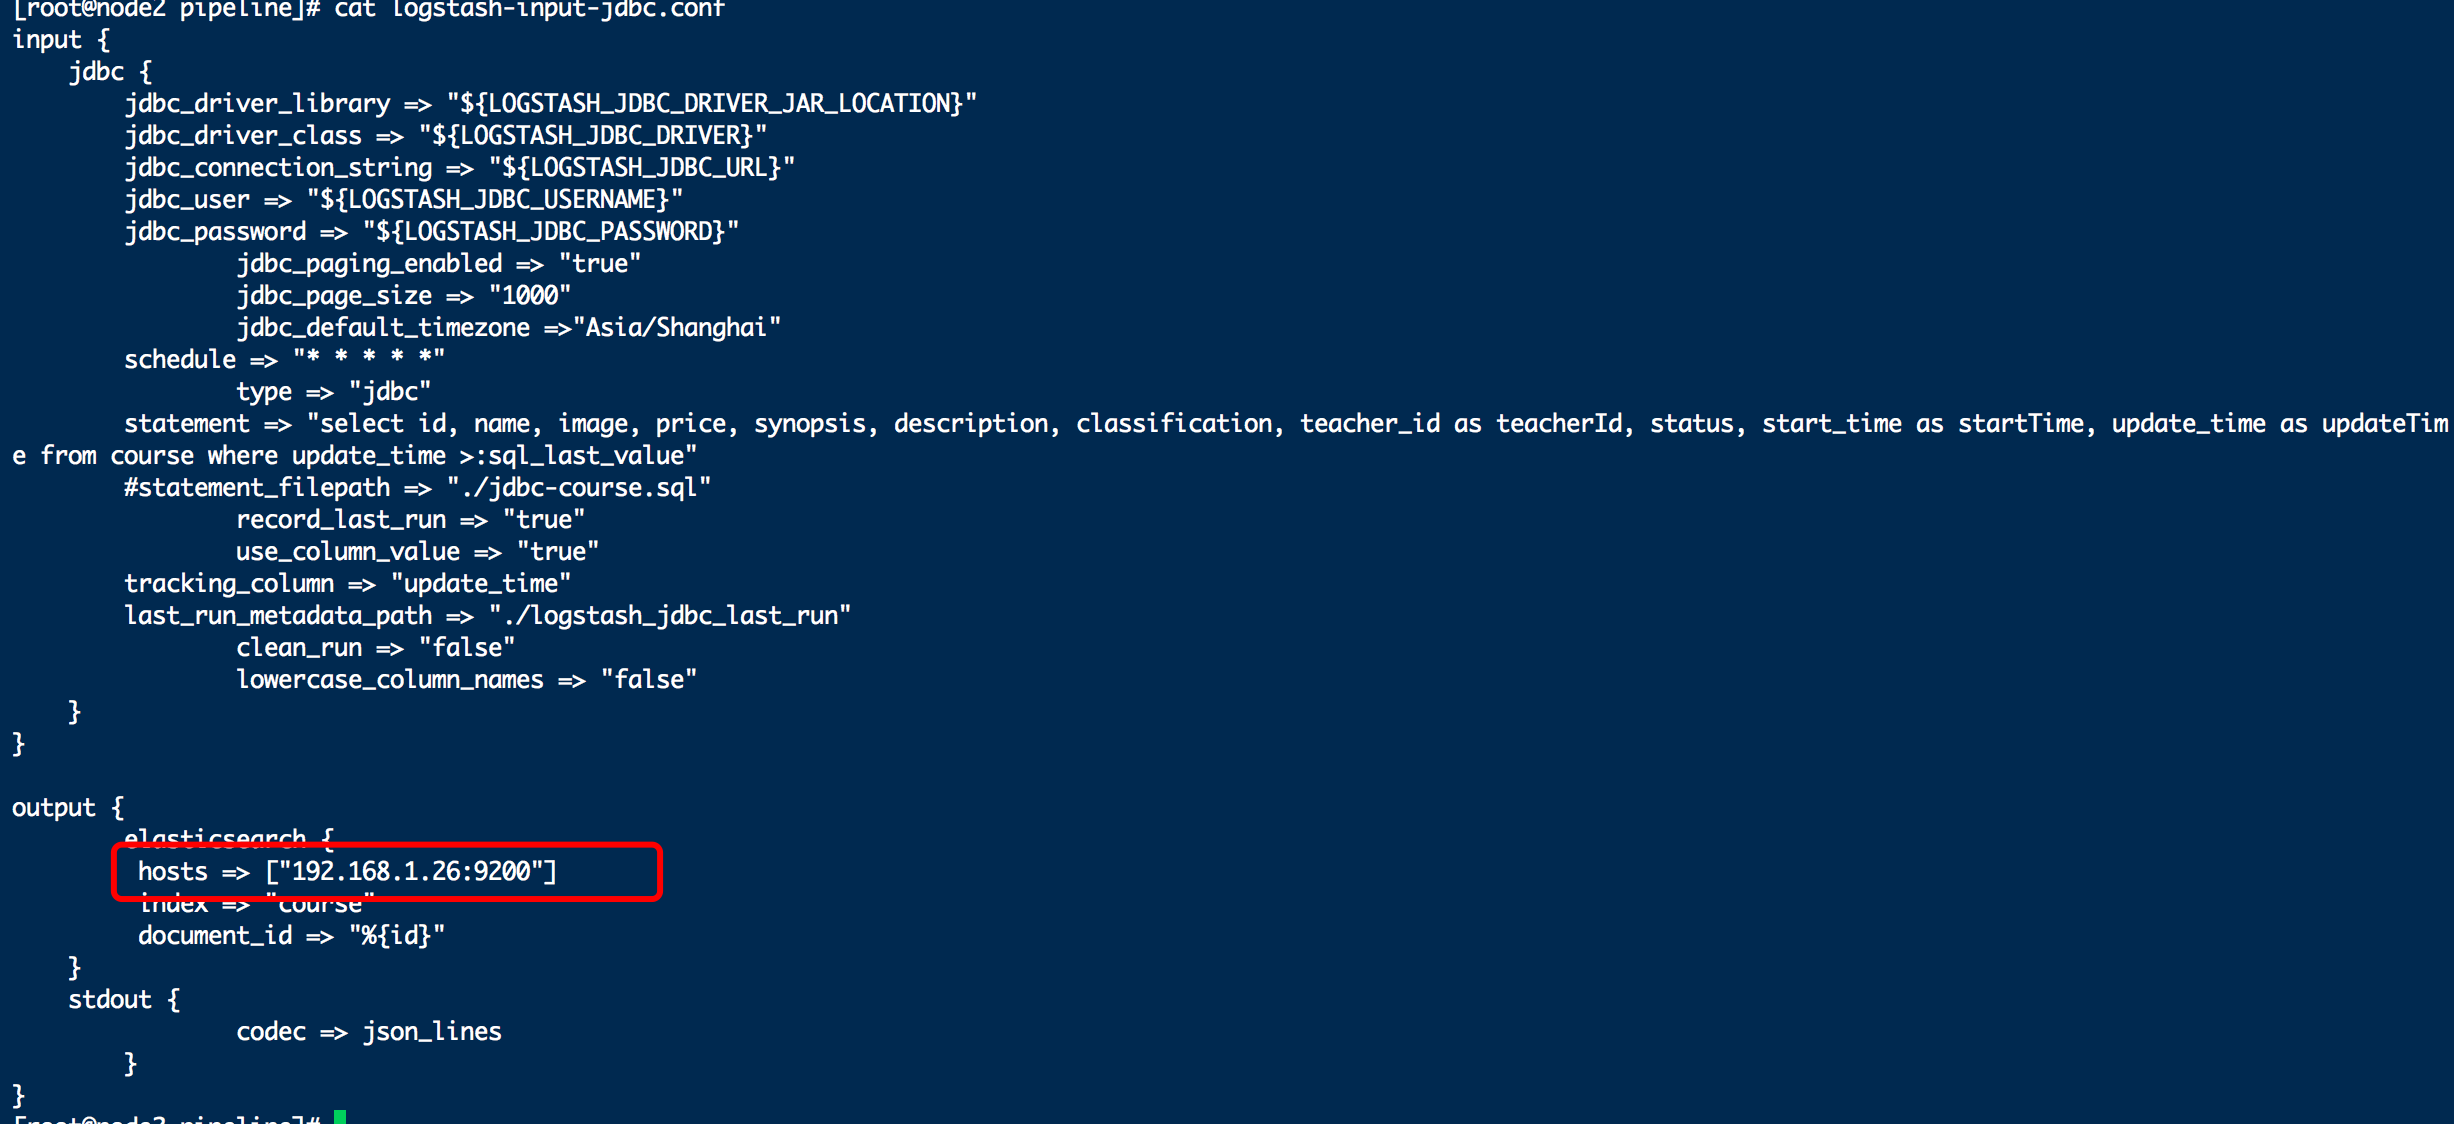 [root@node2 pipeline]# cat logstash-input-jdbc.conf
input {
    jdbc {
        jdbc_driver_library => "${LOGSTASH_JDBC_DRIVER_JAR_LOCATION}"
        jdbc_driver_class => "${LOGSTASH_JDBC_DRIVER}"
        jdbc_connection_string => "${LOGSTASH_JDBC_URL}"
        jdbc_user => "${LOGSTASH_JDBC_USERNAME}"
        jdbc_password => "${LOGSTASH_JDBC_PASSWORD}"
                jdbc_paging_enabled => "true"
                jdbc_page_size => "1000"
                jdbc_default_timezone =>"Asia/Shanghai"
        schedule => "* * * * *"
                type => "jdbc"
        statement => "select id, name, image, price, synopsis, description, classification, teacher_id as teacherId, status, start_time as startTime, update_time as updateTim
e from course where update_time >:sql_last_value"
        #statement_filepath => "./jdbc-course.sql"
                record_last_run => "true"
                use_column_value => "true"
        tracking_column => "update_time"
        last_run_metadata_path => "./logstash_jdbc_last_run"
                clean_run => "false"
                lowercase_column_names => "false"
    }
}

output {
        elasticsearch {
         hosts => ["192.168.1.26:9200"]
         index => "course"
         document_id => "%{id}"
    }
    stdout {
                codec => json_lines
        }
}
[root@node2 pipeline]#